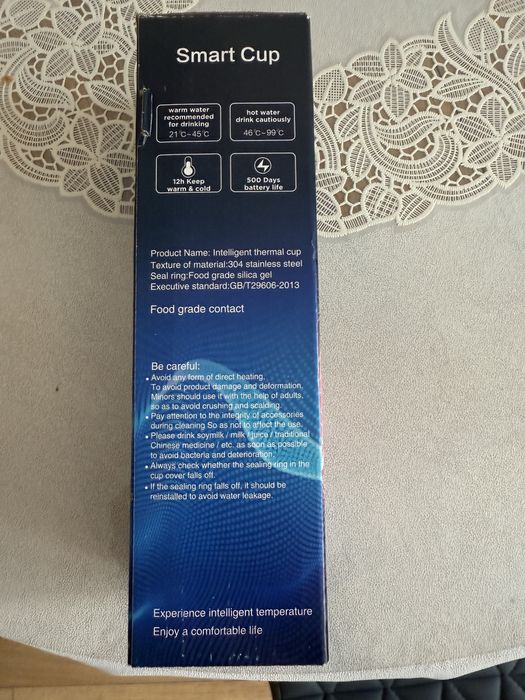 Smart Cup
warm water
recommended
for drinking
21℃~45℃
hot water
drink cautiously
46℃~99℃
12h Keep
warm & cold
500 Days
battery life
Product Name: Intelligent thermal cup
Texture of material:304 stainless steel
Seal ring:Food grade silica gel
Executive standard:GB/T29606-2013
Food grade contact
Be careful:
• Avoid any form of direct heating,
To avoid product damage and deformation,
Minors should use it with the help of adults,
so as to avoid crushing and scalding.
• Pay attention to the integrity of accessories
during cleaning So as not to affect the use.
• Please drink soymilk / milk / juice / traditional
Chinese medicine / etc. as soon as possible
to avoid bacteria and deterioration.
• Always check whether the sealing ring in the
cup cover falls off.
• If the sealing ring falls off, it should be
reinstalled to avoid water leakage.
Experience intelligent temperature
Enjoy a comfortable life